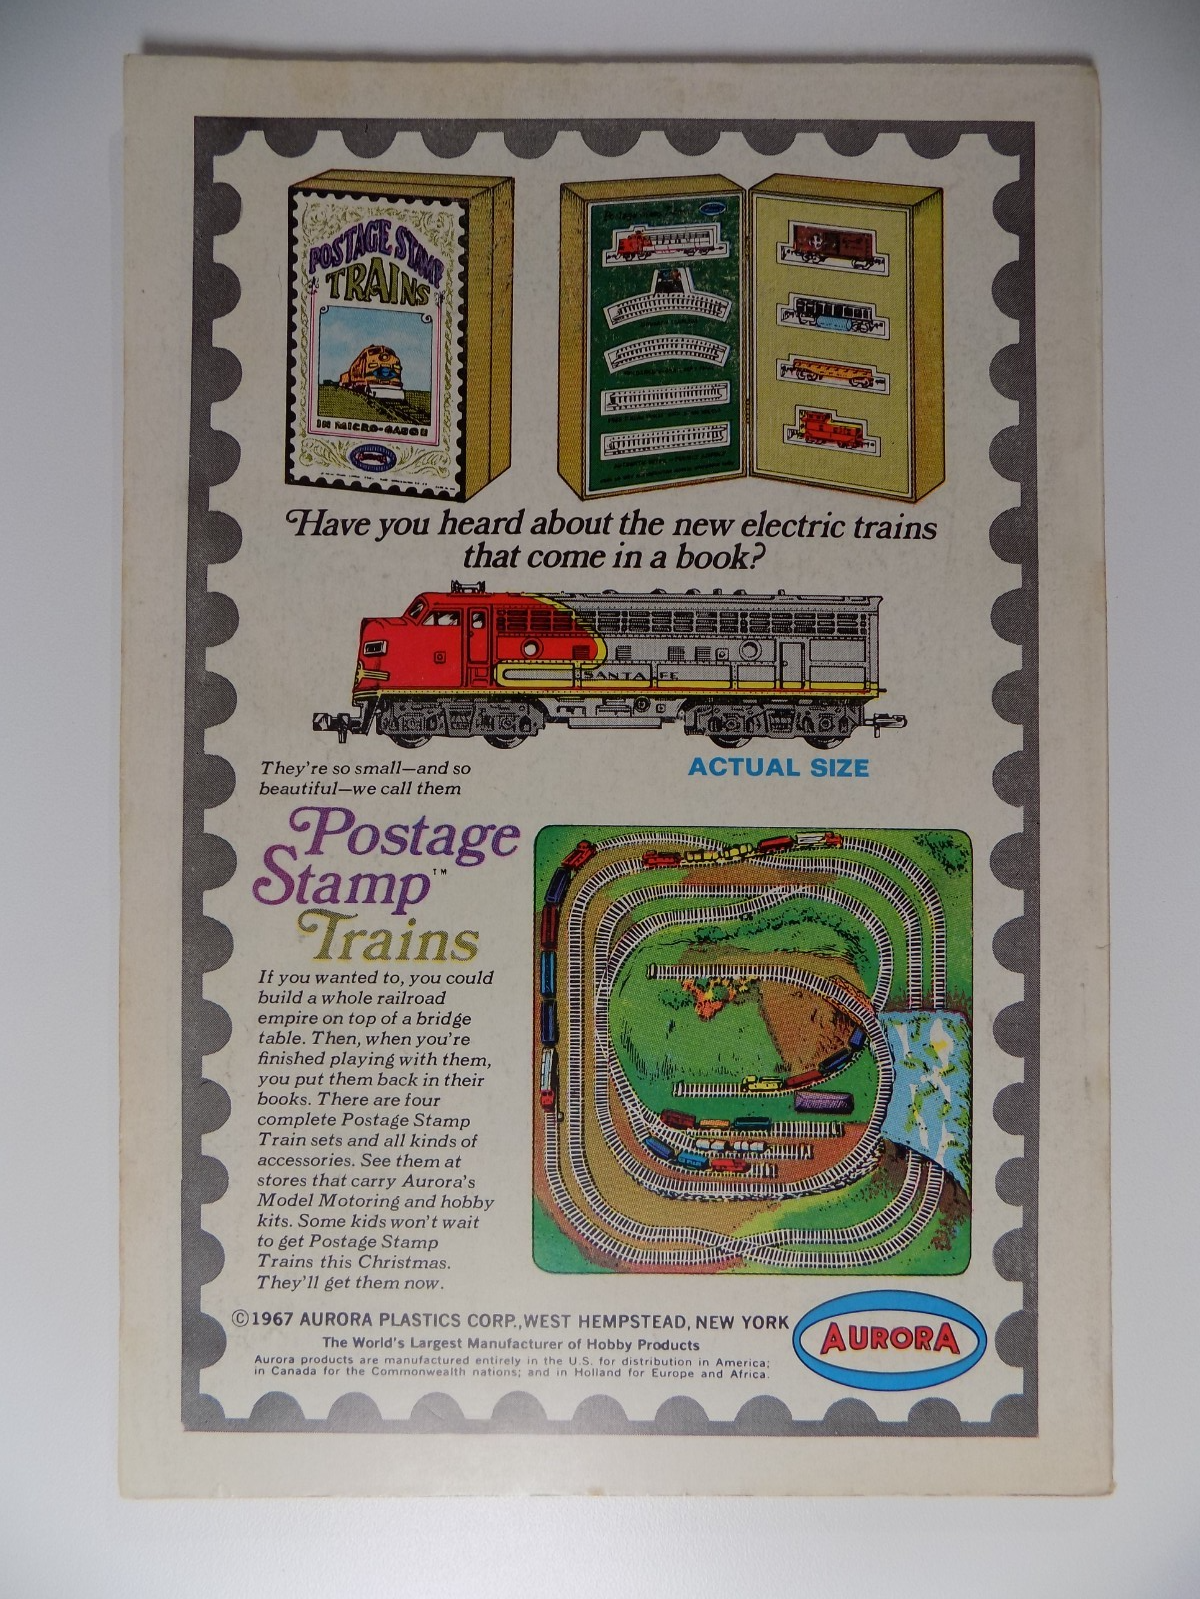 POSTAGE STAMP
TRAINS
IN MICRO-GAUGE
Have you heard about the new electric trains
that come in a book?
SANTA FE
ACTUAL SIZE
They're so small—and so
beautiful—we call them
Postage
Stamp™
Trains
If you wanted to, you could
build a whole railroad
empire on top of a bridge
table. Then, when you're
finished playing with them,
you put them back in their
books. There are four
complete Postage Stamp
Train sets and all kinds of
accessories. See them at
stores that carry Aurora's
Model Motoring and hobby
kits. Some kids won't wait
to get Postage Stamp
Trains this Christmas.
They'll get them now.
©1967 AURORA PLASTICS CORP., WEST HEMPSTEAD, NEW YORK
The World's Largest Manufacturer of Hobby Products
Aurora products are manufactured entirely in the U.S. for distribution in America;
in Canada for the Commonwealth nations; and in Holland for Europe and Africa.
AURORA